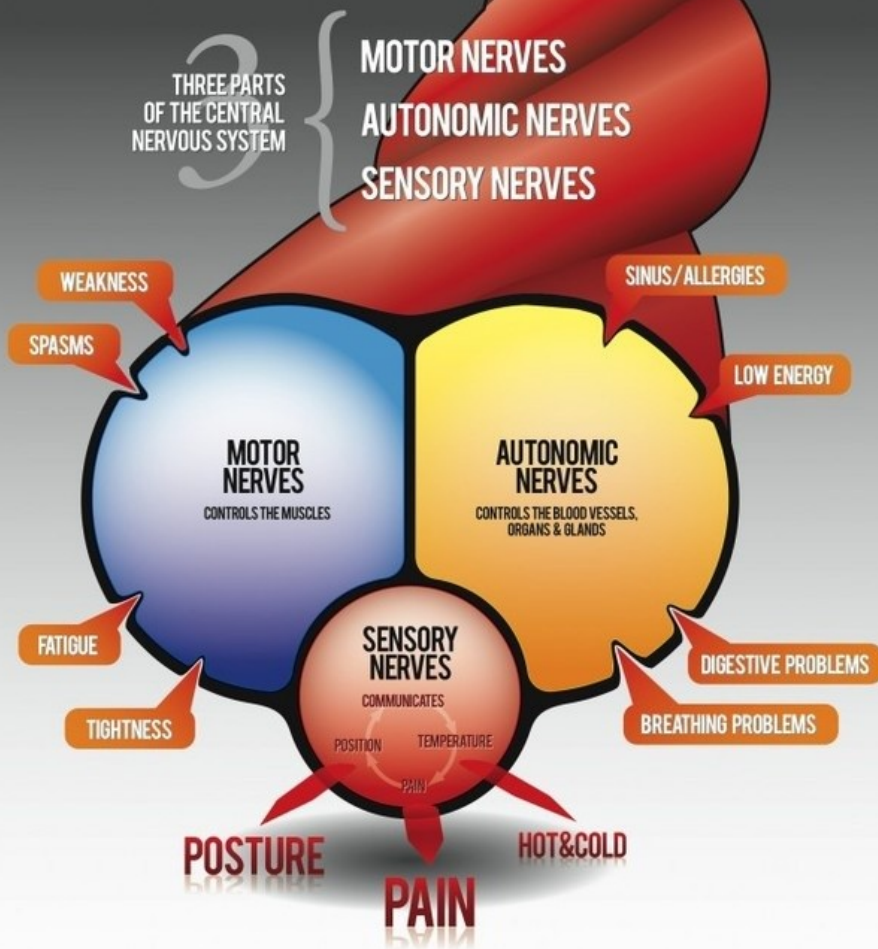 3
THREE PARTS
OF THE CENTRAL
NERVOUS SYSTEM
MOTOR NERVES
AUTONOMIC NERVES
SENSORY NERVES
WEAKNESS
SPASMS
SINUS/ALLERGIES
LOW ENERGY
MOTOR
NERVES
CONTROLS THE MUSCLES
AUTONOMIC
NERVES
CONTROLS THE BLOOD VESSELS,
ORGANS & GLANDS
FATIGUE
TIGHTNESS
SENSORY
NERVES
COMMUNICATES
POSITION
TEMPERATURE
PAIN
DIGESTIVE PROBLEMS
BREATHING PROBLEMS
POSTURE
PAIN
HOT&COLD